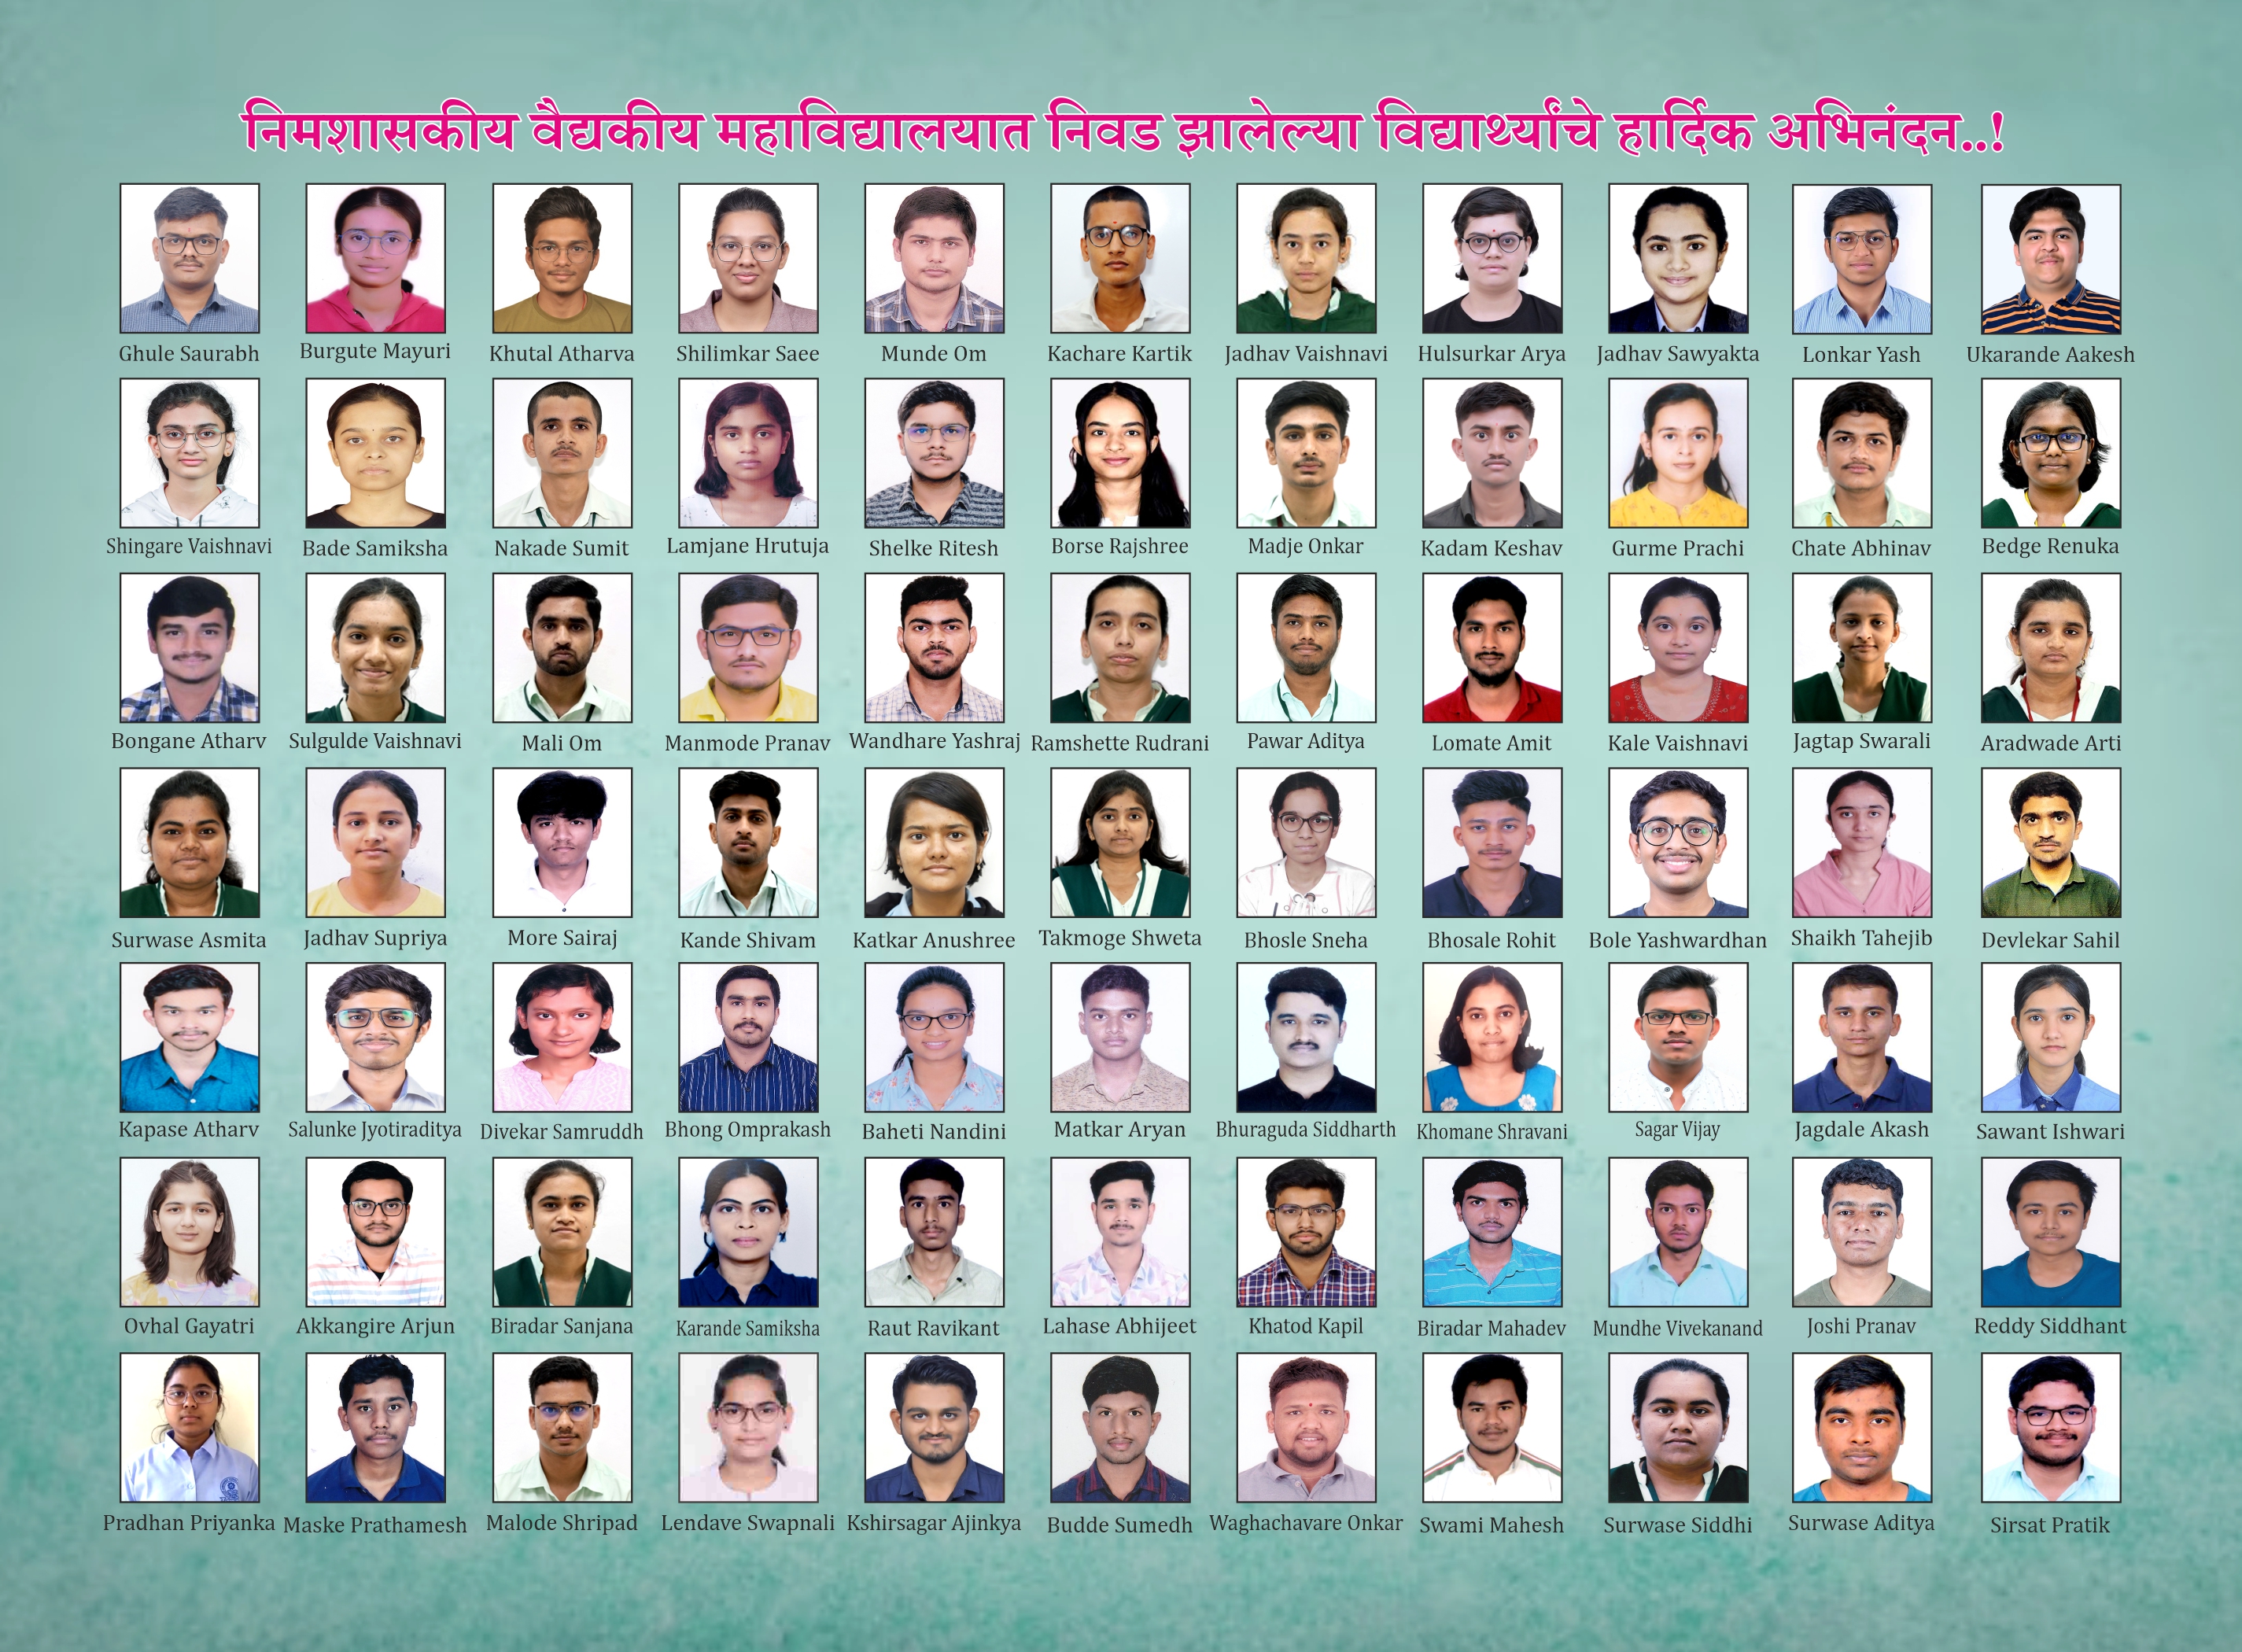 निमशासकीय वैद्यकीय महाविद्यालयात निवड झालेल्या विद्यार्थ्यांचे हार्दिक अभिनंदन..!
Ghule Saurabh Burgute Mayuri Khutal Atharva Shilimkar Saee Munde Om Kachare Kartik Jadhav Vaishnavi Hulsurkar Arya Jadhav Sawyakta Lonkar Yash Ukarande Aakesh
Shingare Vaishnavi Bade Samiksha Nakade Sumit Lamjane Hrutuja Shelke Ritesh Borse Rajshree Madje Onkar Kadam Keshav Gurme Prachi Chate Abhinav Bedge Renuka
Bongane Atharv Sulgulde Vaishnavi Mali Om Manmode Pranav Wandhare Yashraj Ramshette Rudrani Pawar Aditya Lomate Amit Kale Vaishnavi Jagtap Swarali Aradwade Arti
Surwase Asmita Jadhav Supriya More Sairaj Kande Shivam Katkar Anushree Takmoge Shweta Bhosle Sneha Bhosale Rohit Bole Yashwardhan Shaikh Tahejib Devlekar Sahil
Kapase Atharv Salunke Jyotiraditya Divekar Samruddh Bhong Omprakash Baheti Nandini Matkar Aryan Bhuraguda Siddharth Khomane Shravani Sagar Vijay Jagdale Akash Sawant Ishwari
Ovhal Gayatri Akkangire Arjun Biradar Sanjana Karande Samiksha Raut Ravikant Lahase Abhijeet Khatod Kapil Biradar Mahadev Mundhe Vivekanand Joshi Pranav Reddy Siddhant
Pradhan Priyanka Maske Prathamesh Malode Shripad Lendave Swapnali Kshirsagar Ajinkya Budde Sumedh Waghachavare Onkar Swami Mahesh Surwase Siddhi Surwase Aditya Sirsat Pratik